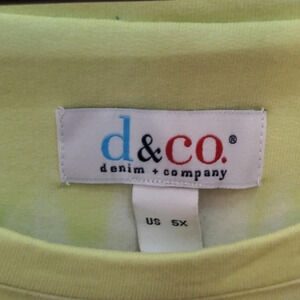 d&co.®
denim + company
US 5X